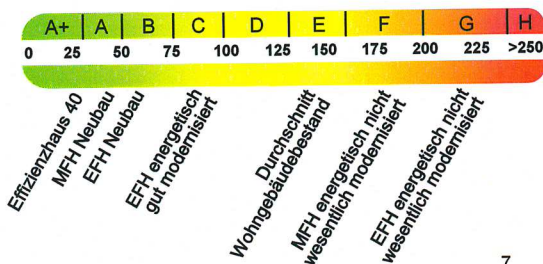 A+ A B C D E F G H
0 25 50 75 100 125 150 175 200 225 >250
Effizienzhaus 40
MFH Neubau
EFH Neubau
EFH energetisch
gut modernisiert
Durchschnitt
Wohngebäudebestand
MFH energetisch nicht
wesentlich modernisiert
EFH energetisch nicht
wesentlich modernisiert
7